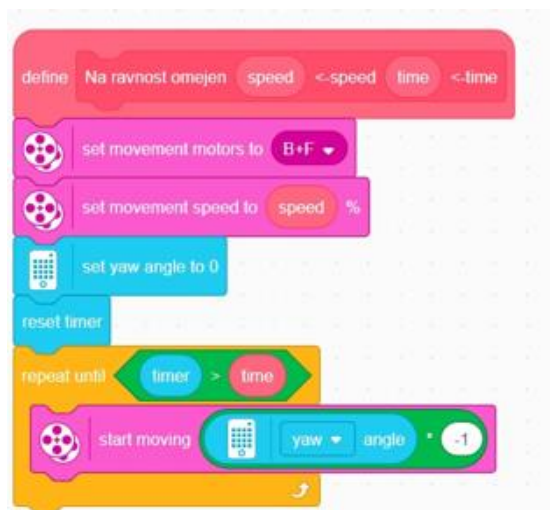 define Na ravnost omejen speed <-speed time <-time
set movement motors to B+F
set movement speed to speed %
set yaw angle to 0
reset timer
repeat until timer > time
start moving yaw angle * -1